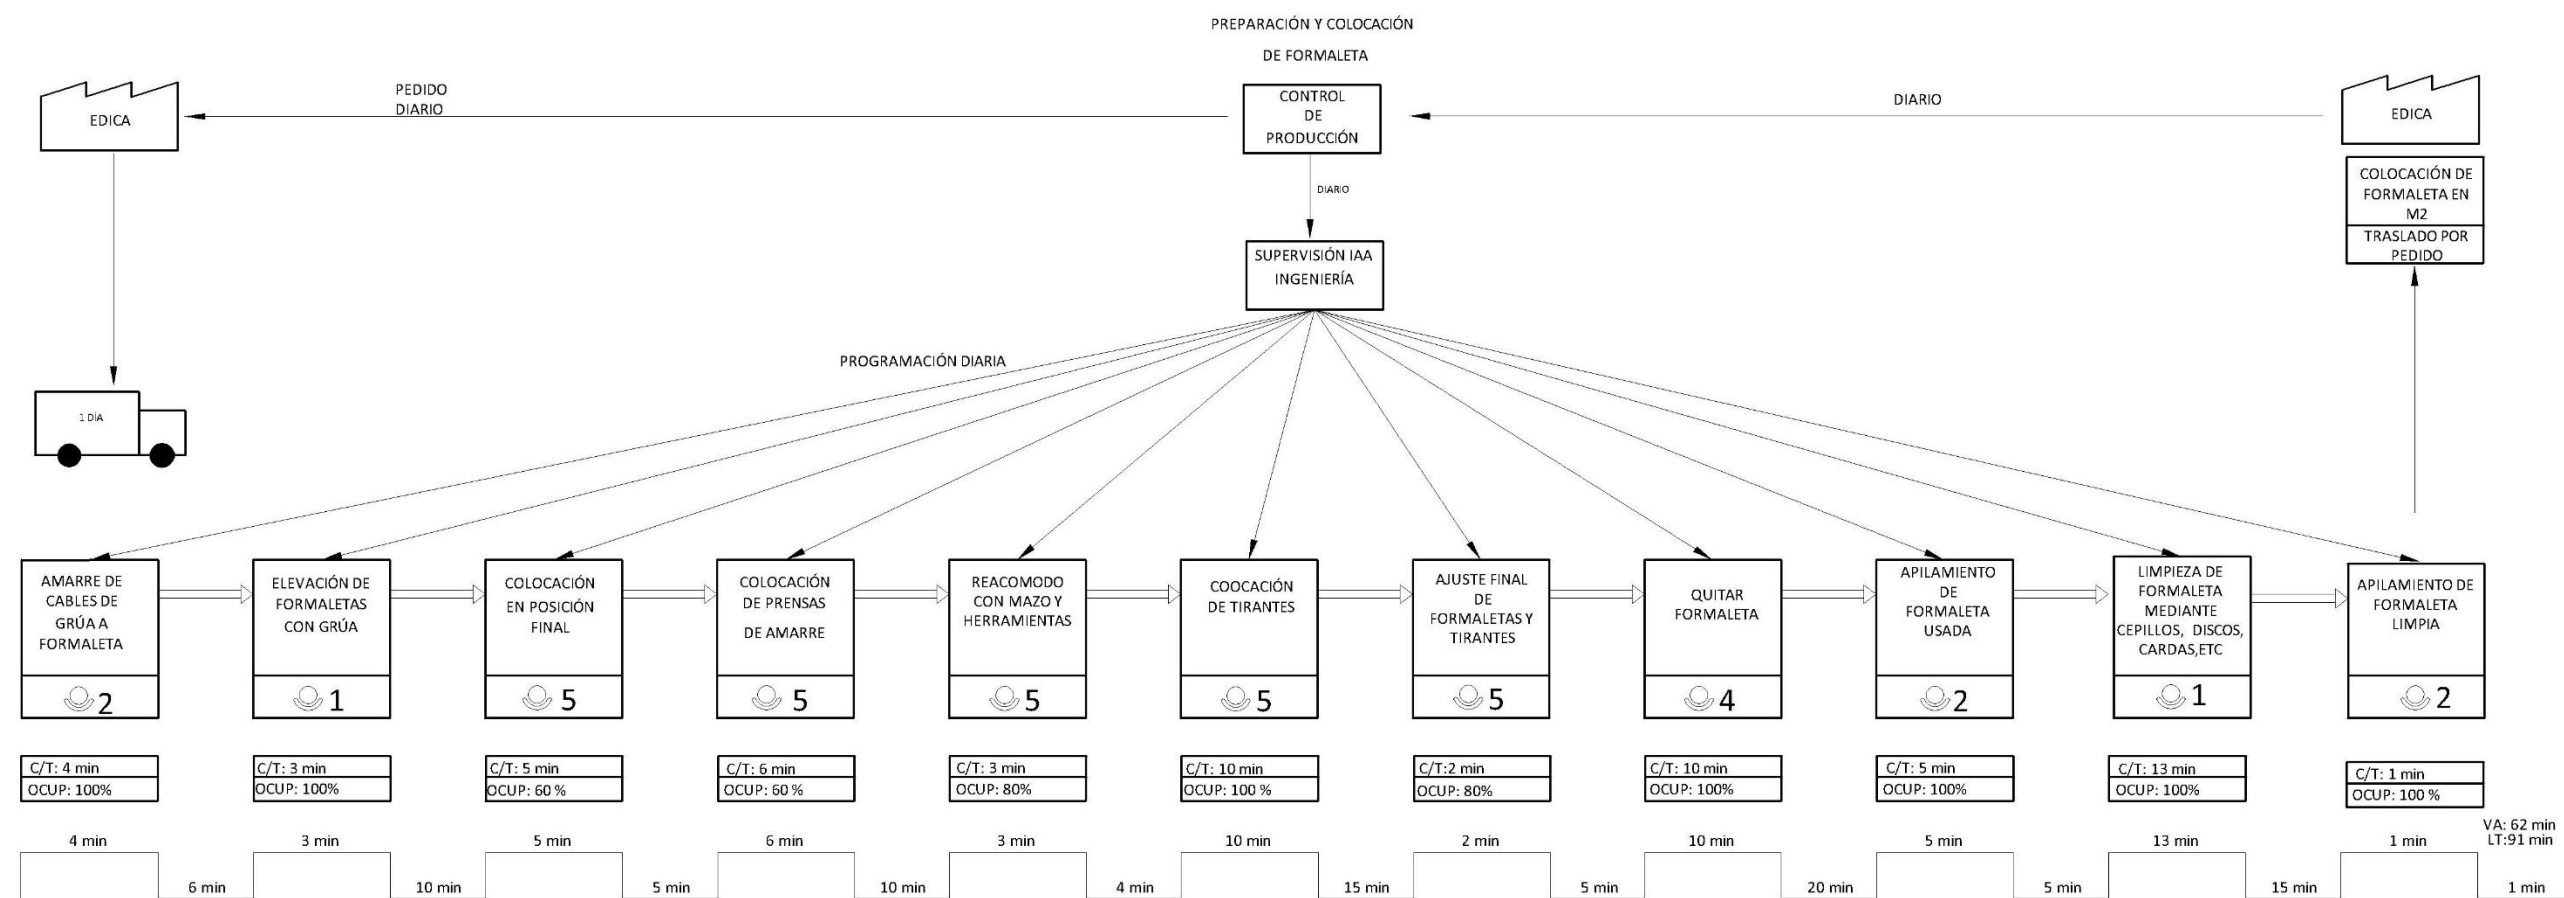 PREPARACIÓN Y COLOCACIÓN
DE FORMALETA
EDICA
PEDIDO
DIARIO
CONTROL
DE
PRODUCCIÓN
DIARIO
EDICA
COLOCACIÓN DE
FORMALETA EN
M2
TRASLADO POR
PEDIDO
DIARIO
SUPERVISIÓN IAA
INGENIERÍA
PROGRAMACIÓN DIARIA
1 DÍA
AMARRE DE
CABLES DE
GRÚA A
FORMALETA
2
ELEVACIÓN DE
FORMALETAS
CON GRÚA
1
COLOCACIÓN
EN POSICIÓN
FINAL
5
COLOCACIÓN
DE PRENSAS
DE AMARRE
5
REACOMODO
CON MAZO Y
HERRAMIENTAS
5
COOCACIÓN
DE TIRANTES
5
AJUSTE FINAL
DE
FORMALETAS Y
TIRANTES
5
QUITAR
FORMALETA
4
APILAMIENTO
DE
FORMALETA
USADA
2
LIMPIEZA DE
FORMALETA
MEDIANTE
CEPILLOS, DISCOS,
CARDAS,ETC
1
APILAMIENTO DE
FORMALETA
LIMPIA
2
C/T: 4 min
OCUP: 100%
C/T: 3 min
OCUP: 100%
C/T: 5 min
OCUP: 60 %
C/T: 6 min
OCUP: 60 %
C/T: 3 min
OCUP: 80%
C/T: 10 min
OCUP: 100 %
C/T:2 min
OCUP: 80%
C/T: 10 min
OCUP: 100%
C/T: 5 min
OCUP: 100%
C/T: 13 min
OCUP: 100%
C/T: 1 min
OCUP: 100 %
4 min
3 min
5 min
6 min
3 min
10 min
2 min
10 min
5 min
13 min
1 min
VA: 62 min
LT:91 min
6 min
10 min
5 min
10 min
4 min
15 min
5 min
20 min
5 min
15 min
1 min